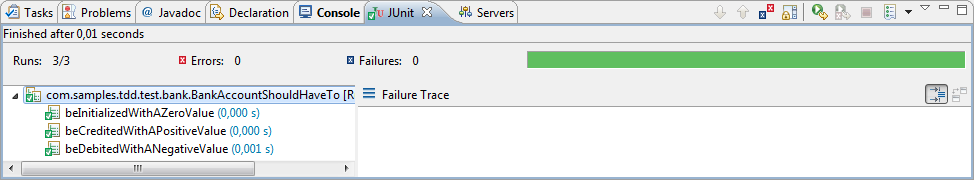 Tasks Problems @ Javadoc Declaration Console JUnit Servers
Finished after 0,01 seconds
Runs: 3/3 Errors: 0 Failures: 0
com.samples.tdd.test.bank.BankAccountShouldHaveTo [R Failure Trace
beInitializedWithAZeroValue (0,000 s)
beCreditedWithAPositiveValue (0,000 s)
beDebitedWithANegativeValue (0,001 s)